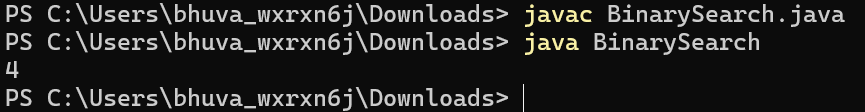 PS C:\Users\bhuva_wxrxn6j\Downloads> javac BinarySearch.java
PS C:\Users\bhuva_wxrxn6j\Downloads> java BinarySearch
4
PS C:\Users\bhuva_wxrxn6j\Downloads>